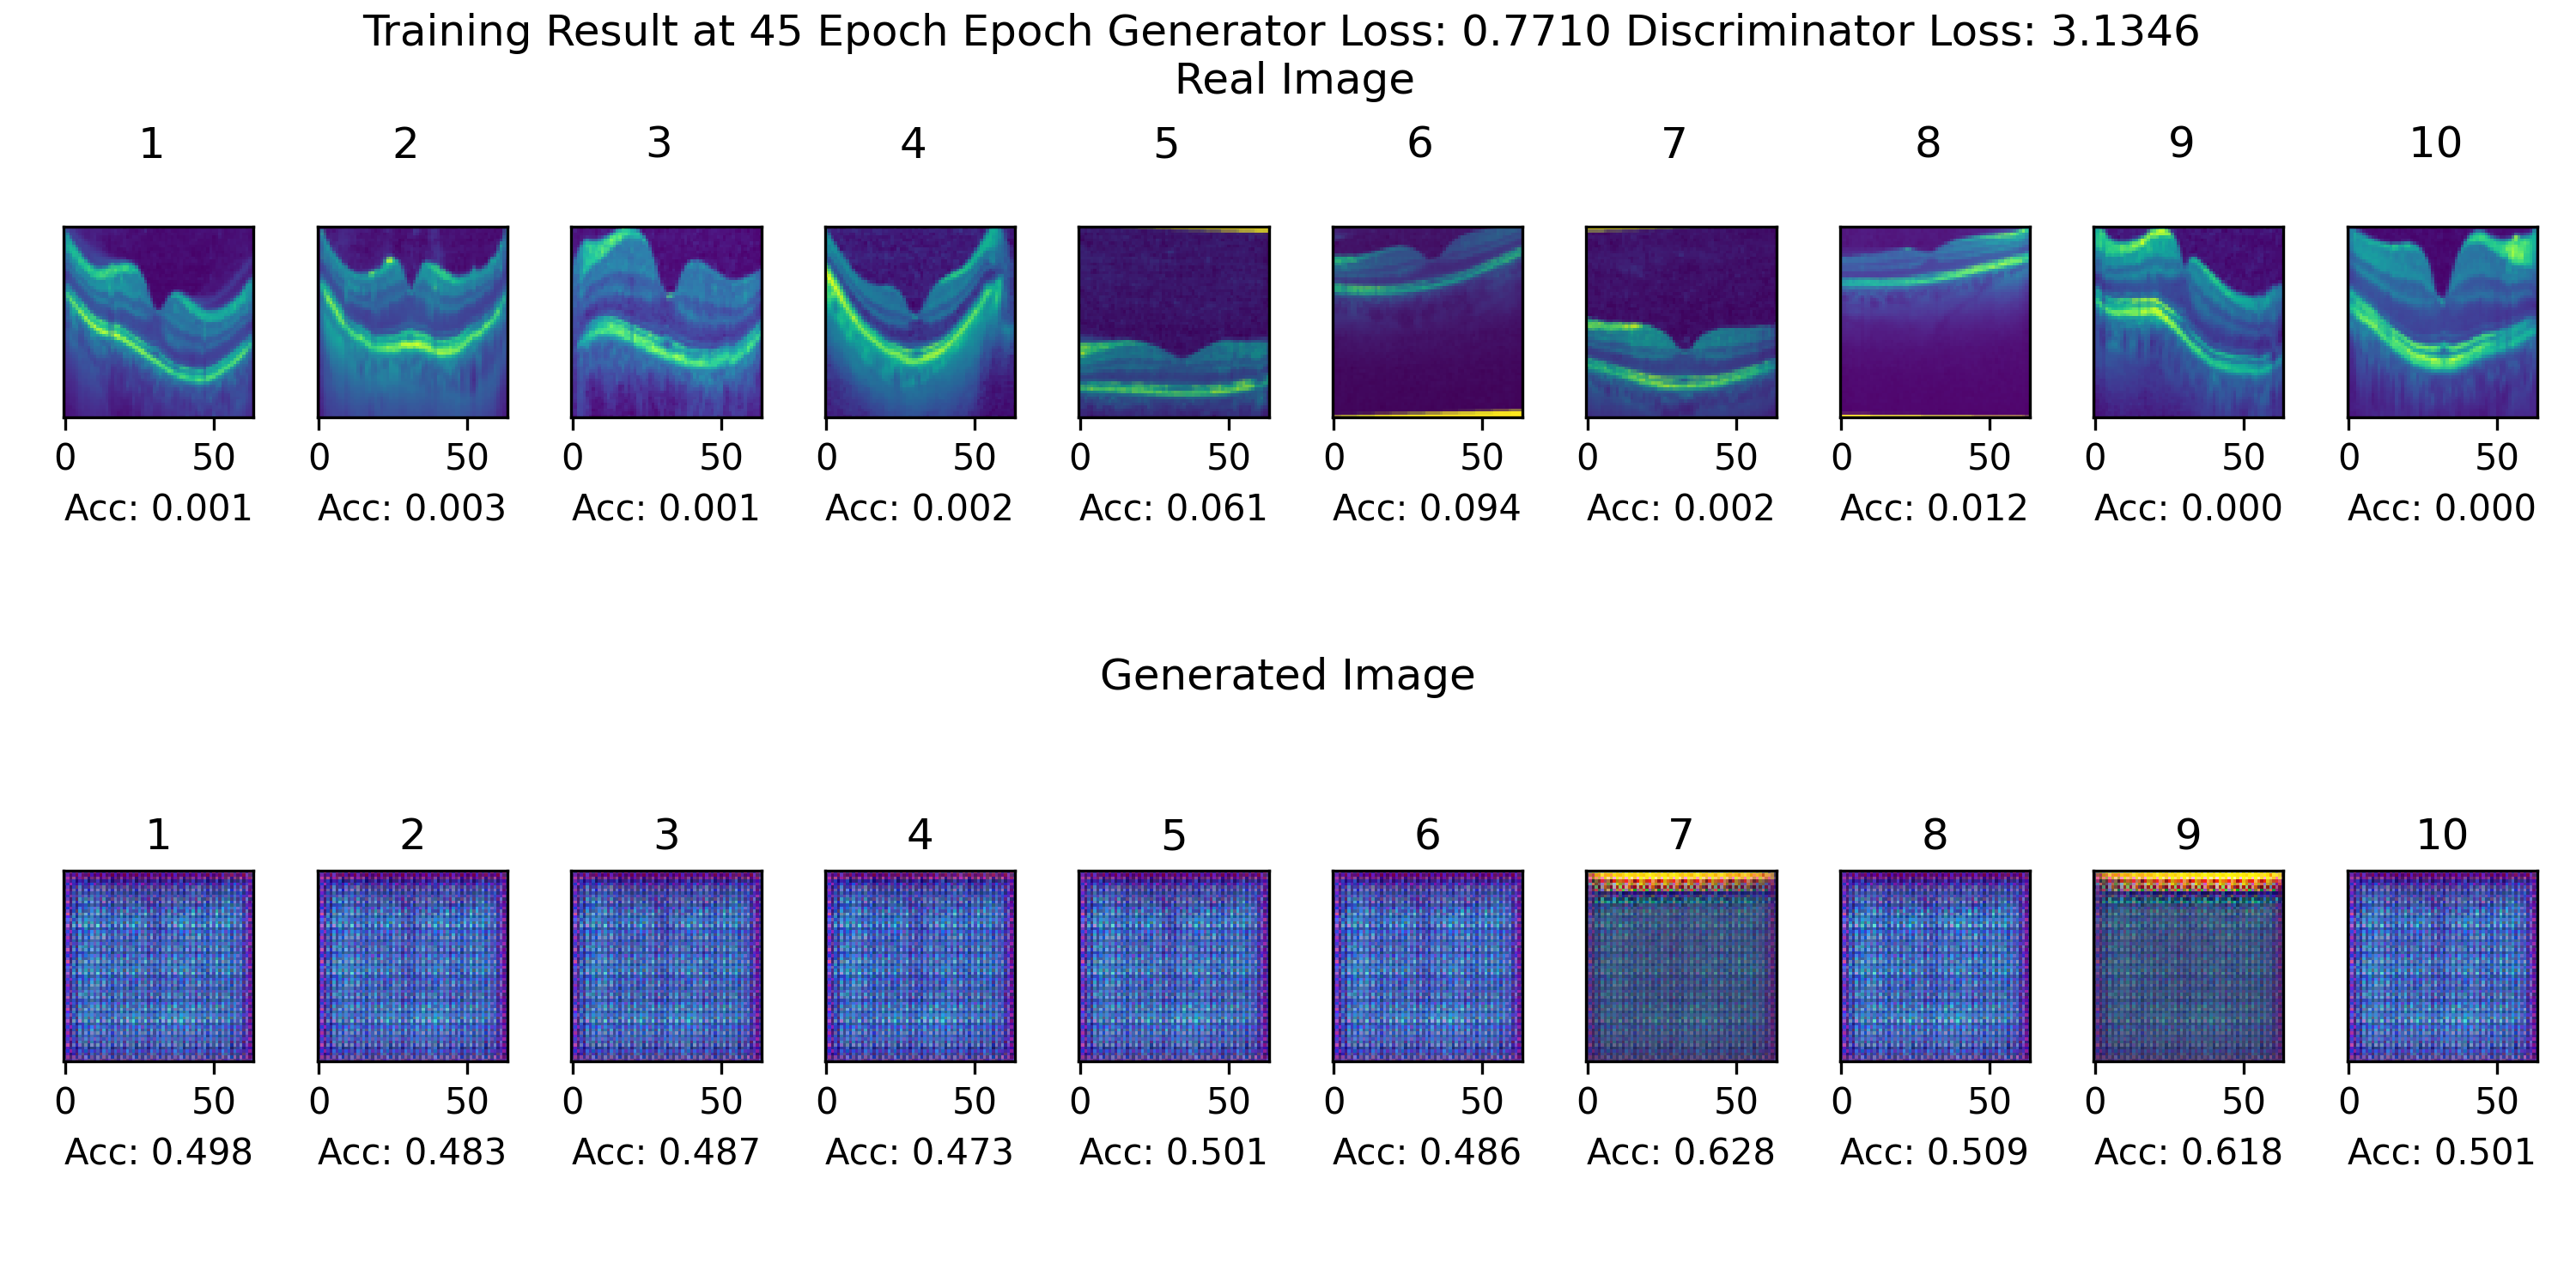 Training Result at 45 Epoch Epoch Generator Loss: 0.7710 Discriminator Loss: 3.1346
Real Image
1 2 3 4 5 6 7 8 9 10
0 50 0 50 0 50 0 50 0 50 0 50 0 50 0 50 0 50 0 50
Acc: 0.001 Acc: 0.003 Acc: 0.001 Acc: 0.002 Acc: 0.061 Acc: 0.094 Acc: 0.002 Acc: 0.012 Acc: 0.000 Acc: 0.000
Generated Image
1 2 3 4 5 6 7 8 9 10
0 50 0 50 0 50 0 50 0 50 0 50 0 50 0 50 0 50 0 50
Acc: 0.498 Acc: 0.483 Acc: 0.487 Acc: 0.473 Acc: 0.501 Acc: 0.486 Acc: 0.628 Acc: 0.509 Acc: 0.618 Acc: 0.501